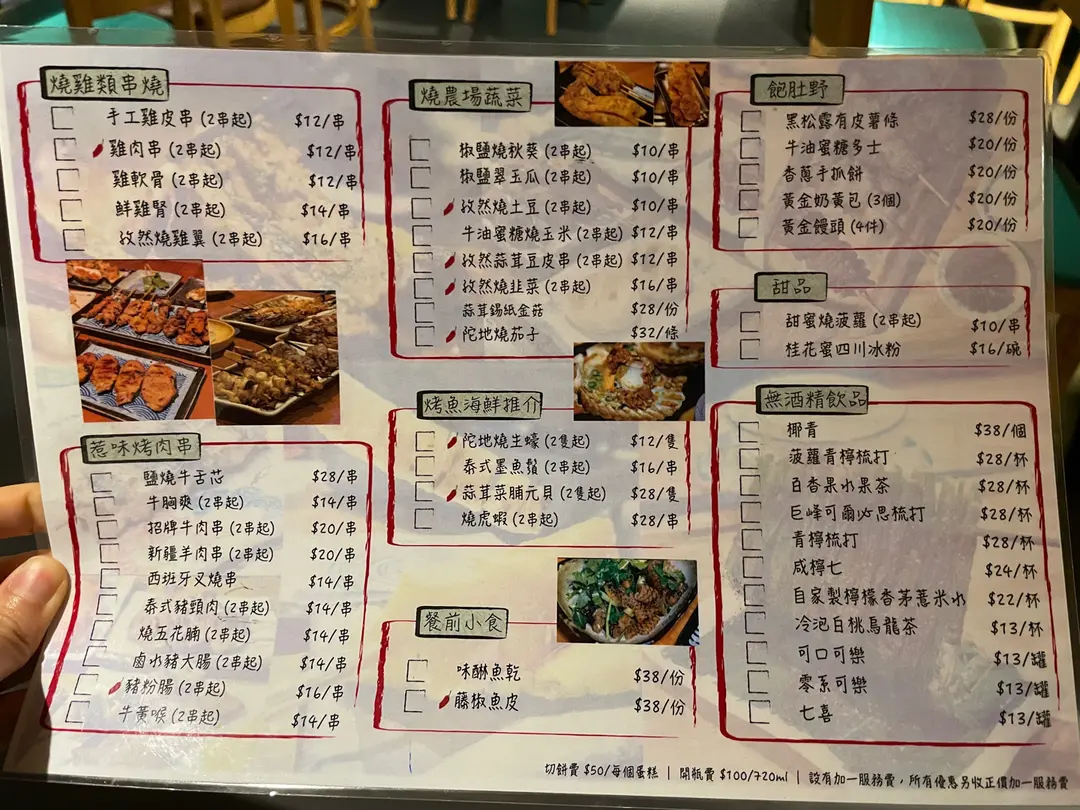 燒雞類串燒
手工雞皮串 (2串起) $12/串
雞肉串 (2串起) $12/串
雞軟骨 (2串起) $12/串
鮮雞腎 (2串起) $14/串
孜然燒雞翼 (2串起) $16/串
惹味烤肉串
鹽燒牛舌芯 $28/串
牛胸爽 (2串起) $14/串
招牌牛肉串 (2串起) $20/串
新疆羊肉串 (2串起) $20/串
西班牙叉燒串 $14/串
泰式豬頸肉 (2串起) $14/串
燒五花腩 (2串起) $14/串
鹵水豬大腸 (2串起) $14/串
豬粉腸 (2串起) $16/串
牛黃喉 (2串起) $14/串
燒農場蔬菜
椒鹽燒秋葵 (2串起) $10/串
椒鹽翠玉瓜 (2串起) $10/串
孜然燒土豆 (2串起) $10/串
牛油蜜糖燒玉米 (2串起) $12/串
孜然蒜茸豆皮串 (2串起) $12/串
孜然燒韭菜 (2串起) $16/串
蒜茸錫紙金菇 $28/份
陀地燒茄子 $32/條
烤魚海鮮推介
陀地燒生蠔 (2隻起) $12/隻
泰式墨魚鬚 (2串起) $16/串
蒜茸菜脯元貝 (2隻起) $28/隻
燒虎蝦 (2串起) $28/串
餐前小食
味醂魚乾 $38/份
藤椒魚皮 $38/份
飽肚野
黑松露有皮薯條 $28/份
牛油蜜糖多士 $20/份
香蔥手抓餅 $20/份
黃金奶黃包 (3個) $20/份
黃金饅頭 (4件) $20/份
甜品
甜蜜燒菠蘿 (2串起) $10/串
桂花蜜四川冰粉 $16/碗
無酒精飲品
椰青 $38/個
菠蘿青檸梳打 $28/杯
百香果水果茶 $28/杯
巨峰可爾必思梳打 $28/杯
青檸梳打 $28/杯
咸檸七 $24/杯
自家製檸檬香茅薏米水 $22/杯
冷泡白桃烏龍茶 $13/杯
可口可樂 $13/罐
零系可樂 $13/罐
七喜 $13/罐
切餅費 $50/每個蛋糕 | 開瓶費 $100/720ml | 設有加一服務費，所有優惠另收正價加一服務費